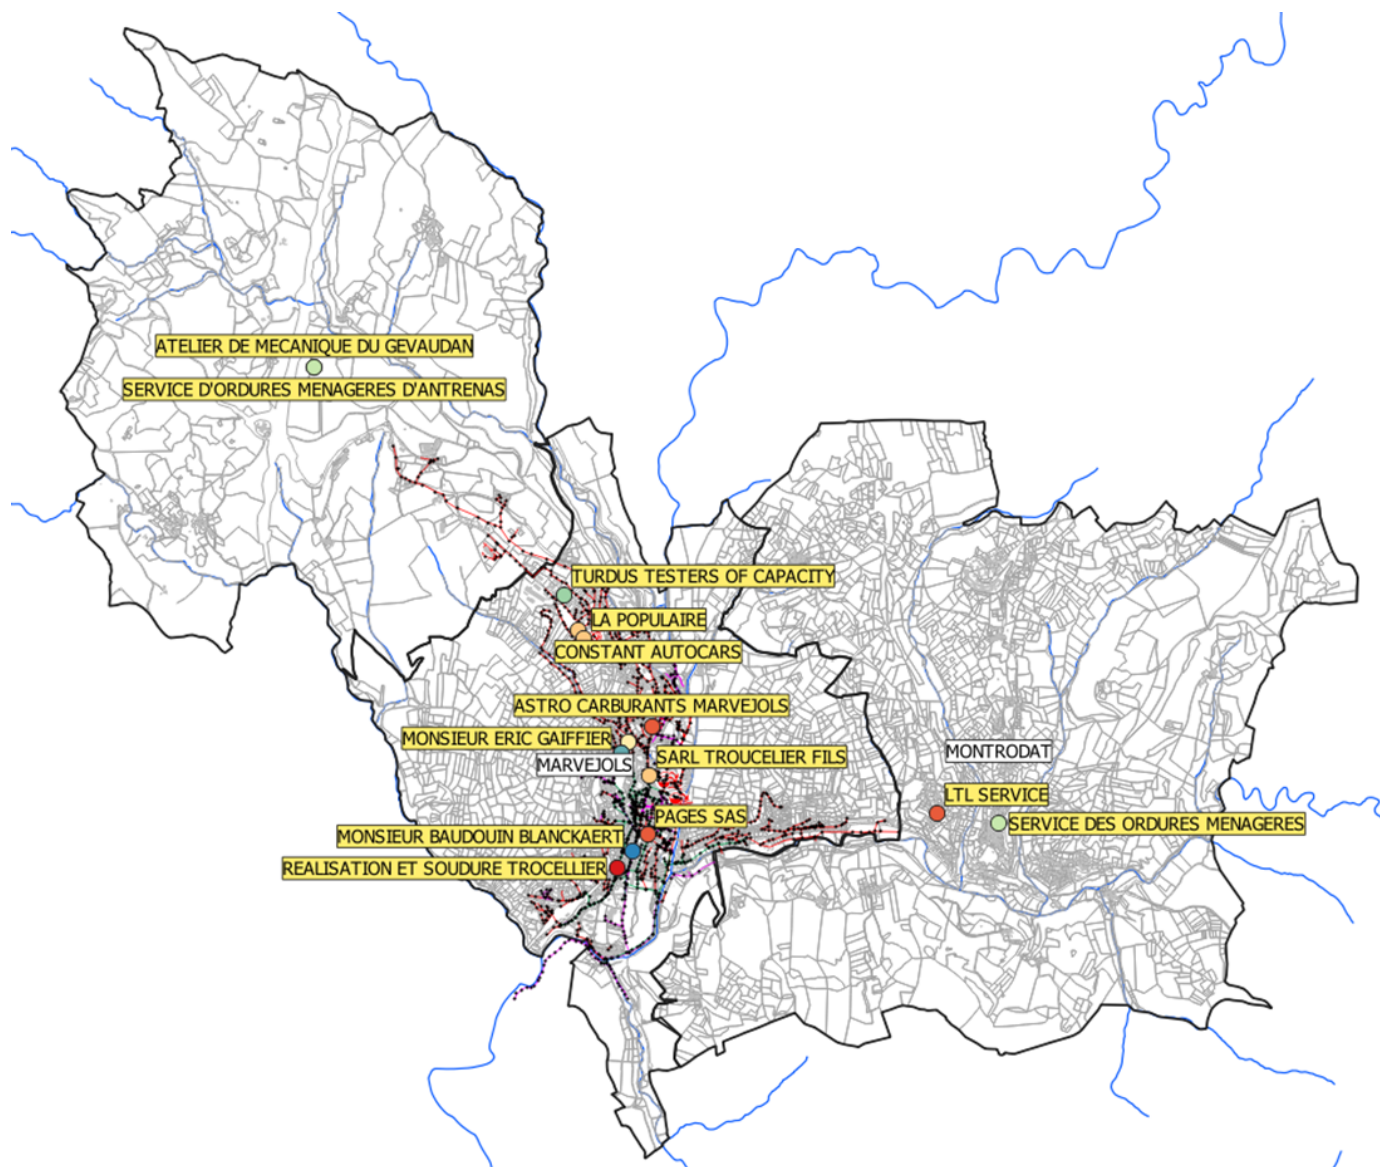 ATELIER DE MECANIQUE DU GEVAUDAN
SERVICE D'ORDURES MENAGERES D'ANTRENAS
TURDUS TESTERS OF CAPACITY
LA POPULAIRE
CONSTANT AUTOCARS
ASTRO CARBURANTS MARVEJOLS
MONSIEUR ERIC GAIFFIER
MONTRODAT
SARL TROUCELIER FILS
MARVEJOLS
LTL SERVICE
PAGES SAS
SERVICE DES ORDURES MENAGERES
MONSIEUR BAUDOUIN BLANCKAERT
REALISATION ET SOUDURE TROCELLIER